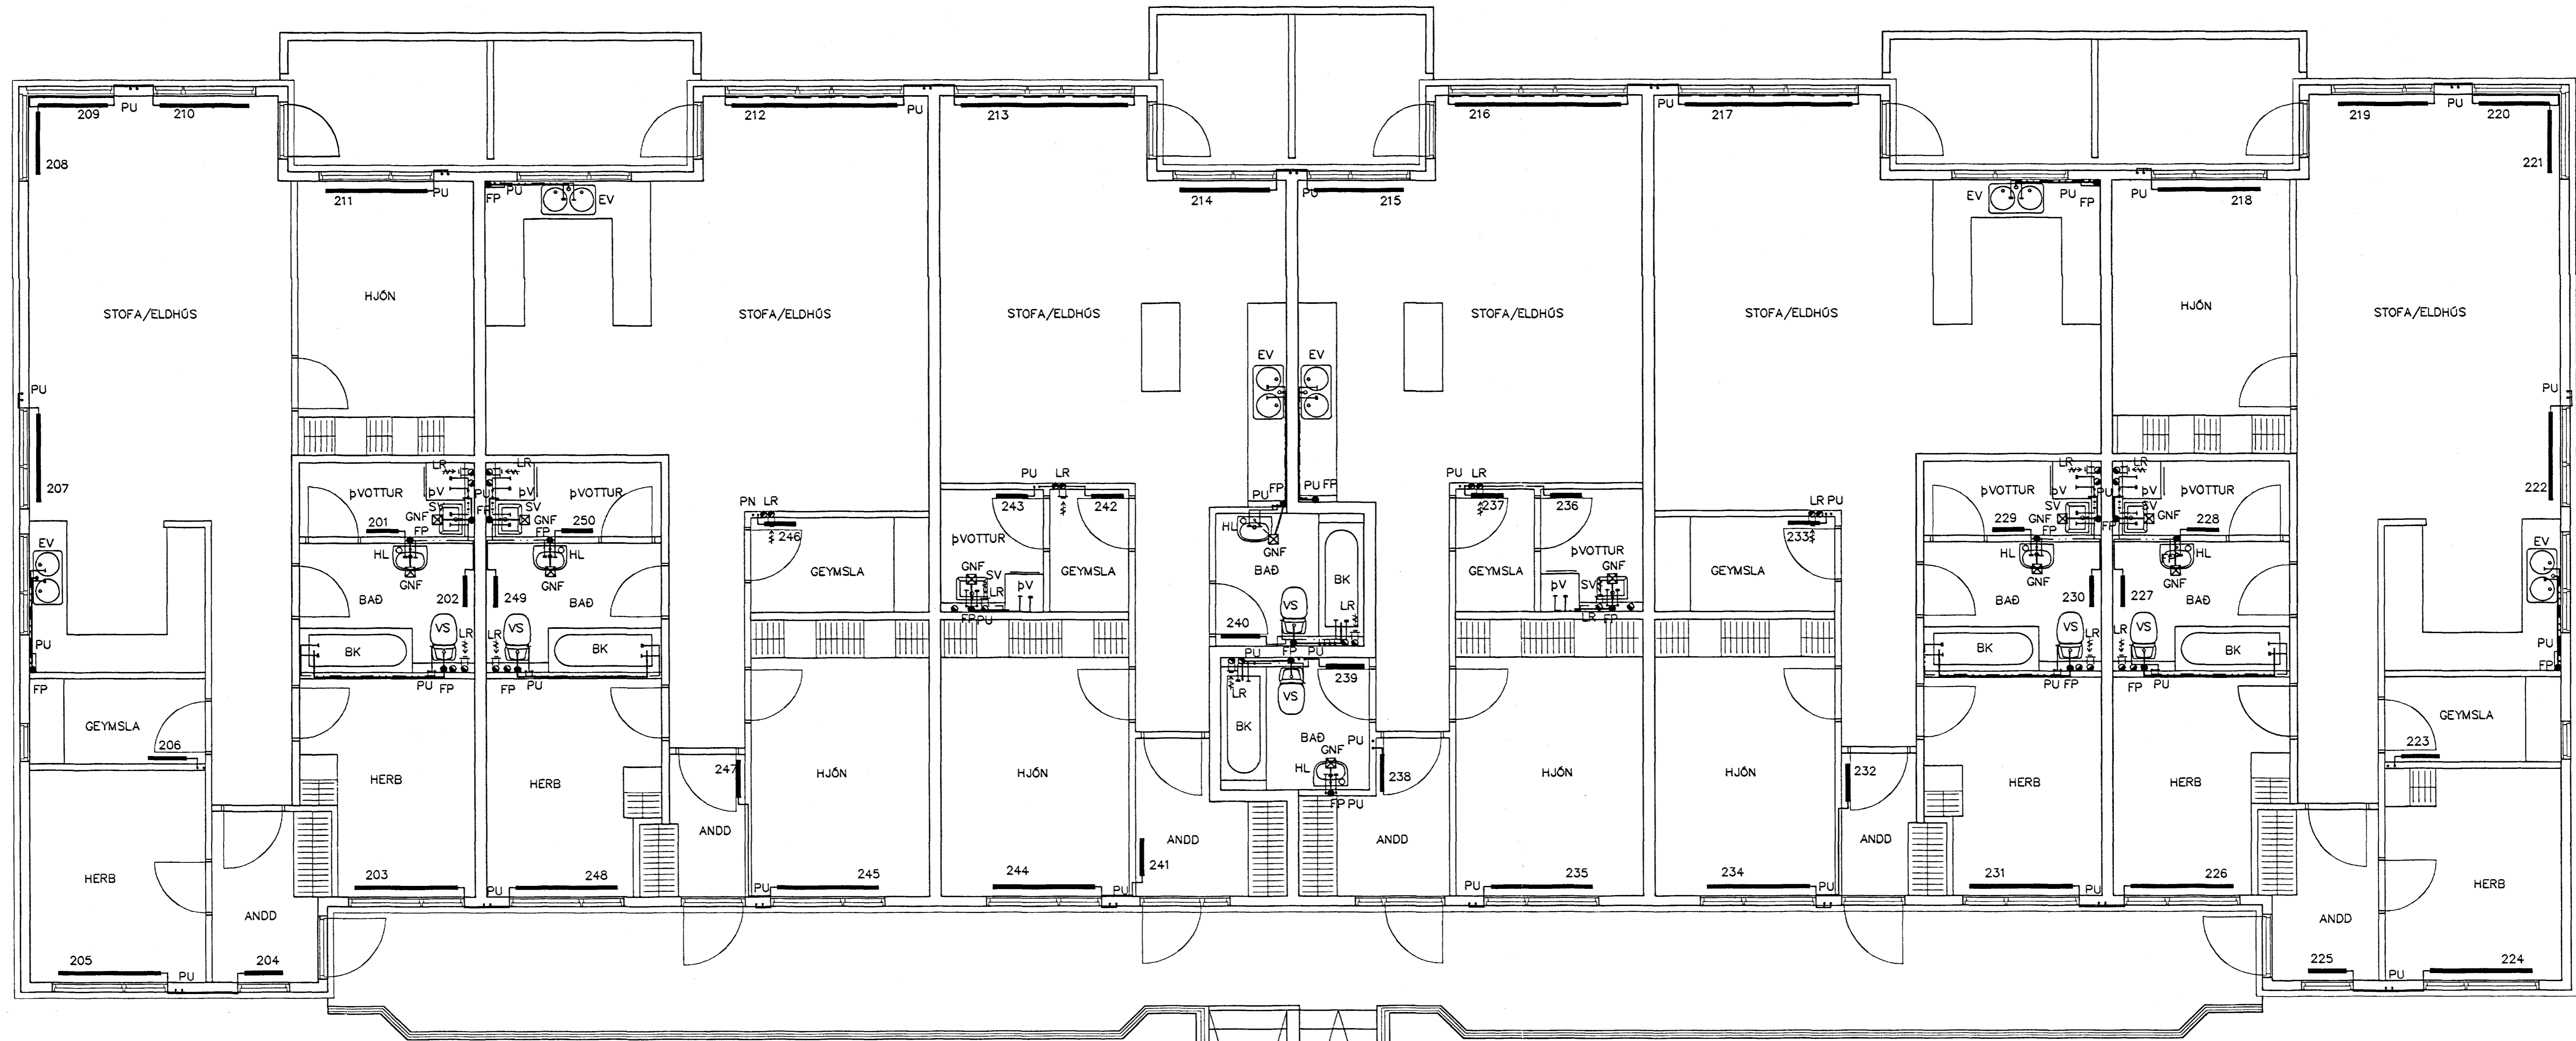 209 PU 210
212 PU 213
216 PU 217
219 PU 220
208
221
211 PU FP PU EV
214 PU 215
EV PU FP PU 218
HJÓN
HJÓN
STOFA/ELDHÚS
STOFA/ELDHÚS
STOFA/ELDHÚS
STOFA/ELDHÚS
STOFA/ELDHÚS
STOFA/ELDHÚS
EV EV
PU
PU
207
222
LR LR
LR LR
ÞVOTTUR ÞV PU ÞVOTTUR
ÞVOTTUR ÞV PU ÞV ÞVOTTUR
PU LR
PU LR
PN LR
LR PU
PU FP PU FP
243 242
237 236
SV SV
SV SV
201 GNF FP GNF 250
229 GNF FP GNF 228
FP FP
FP FP
246
233
HL
EV
EV
HL HL
HL HL
GNF
ÞVOTTUR GEYMSLA
GEYMSLA ÞVOTTUR
GEYMSLA
GEYMSLA
BAÐ
BK
GNF GNF
GNF GNF
GNF SV ÞV
ÞV SV GNF
LR
BAÐ 202 249 BAÐ
BAÐ 230 227 BAÐ
VS
LR
FP PU
LR FP
VS VS
VS VS
LR LR
LR LR
240
FP PU
PU
PU
PU
BK BK
BK BK
PU
239
FP
FP
PU FP FP PU
PU FP FP PU
LR
VS
GEYMSLA
GEYMSLA
BK
BAÐ
PU
206
223
GNF
HL
247
238
232
HERB HERB
HJÓN
HJÓN
HJÓN
HJÓN
HERB HERB
FP PU
ANDD
ANDD
ANDD
ANDD
241
HERB
HERB
203 PU 248
PU 245
244 PU
PU 235
234 PU
231 PU 226
ANDD
ANDD
205 PU 204
225 PU 224